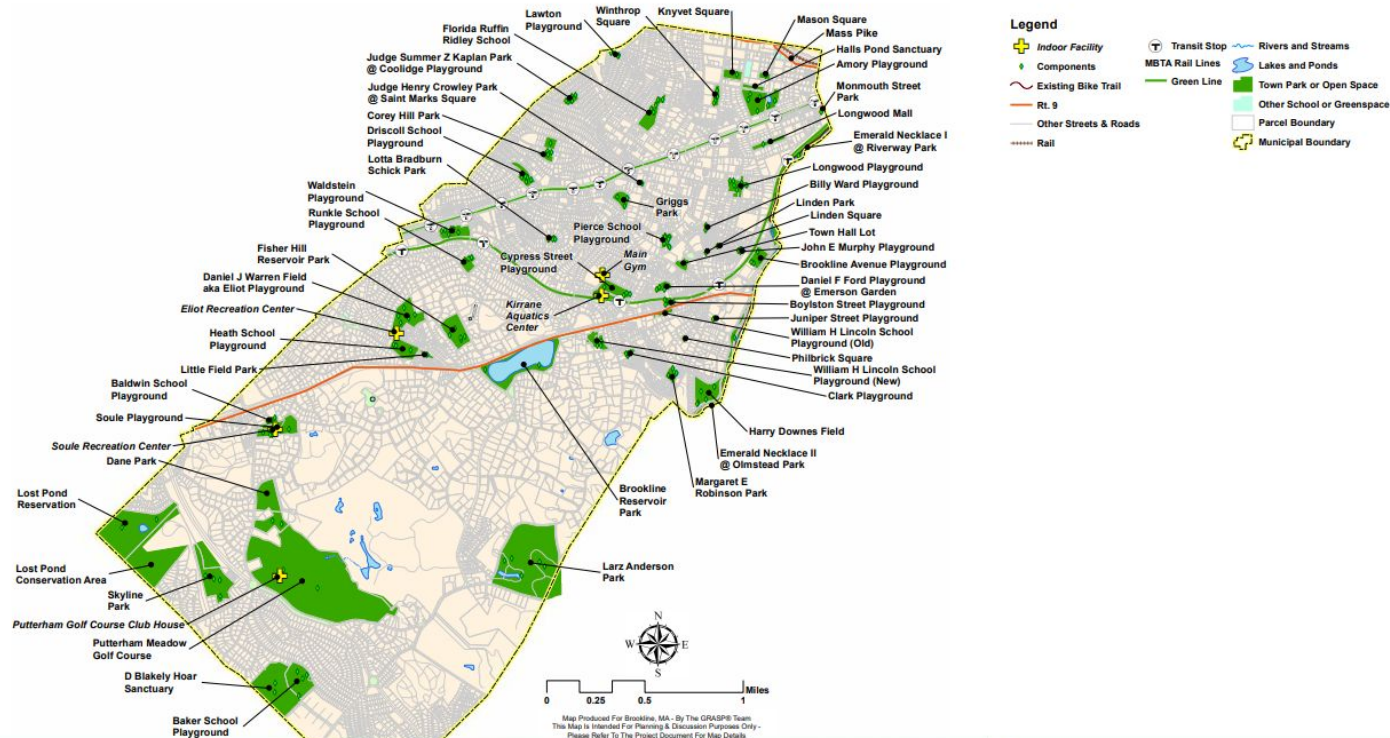 Lawton
Playground
Winthrop
Square
Knyvet Square
Mason Square
Mass Pike
Halls Pond Sanctuary
Amory Playground
Monmouth Street
Park
Longwood Mall
Emerald Necklace I
@ Riverway Park
Longwood Playground
Billy Ward Playground
Linden Park
Linden Square
Town Hall Lot
John E Murphy Playground
Brookline Avenue Playground
Daniel F Ford Playground
@ Emerson Garden
Boylston Street Playground
Juniper Street Playground
William H Lincoln School
Playground (Old)
Philbrick Square
William H Lincoln School
Playground (New)
Clark Playground
Harry Downes Field
Emerald Necklace II
@ Olmstead Park
Margaret E
Robinson Park
Brookline
Reservoir
Park
Larz Anderson
Park
Florida Ruffin
Ridley School
Judge Summer Z Kaplan Park
@ Coolidge Playground
Judge Henry Crowley Park
@ Saint Marks Square
Corey Hill Park
Driscoll School
Playground
Lotta Bradburn
Schick Park
Waldstein
Playground
Runkle School
Playground
Griggs
Park
Pierce School
Playground
Cypress Street
Playground
Main
Gym
Kirrane
Aquatics
Center
Fisher Hill
Reservoir Park
Daniel J Warren Field
aka Eliot Playground
Eliot Recreation Center
Heath School
Playground
Little Field Park
Baldwin School
Playground
Soule Playground
Soule Recreation Center
Dane Park
Lost Pond
Reservation
Lost Pond
Conservation Area
Skyline
Park
Putterham Golf Course Club House
Putterham Meadow
Golf Course
D Blakely Hoar
Sanctuary
Baker School
Playground
N
W E
S
0 0.25 0.5 1 Miles
Map Produced For Brookline, MA - By The GRASP® Team
This Map Is Intended For Planning & Discussion Purposes Only -
Please Refer To The Project Document For Map Details
Legend
Indoor Facility
Components
Existing Bike Trail
Rt. 9
Other Streets & Roads
Rail
T Transit Stop
MBTA Rail Lines
Green Line
Rivers and Streams
Lakes and Ponds
Town Park or Open Space
Other School or Greenspace
Parcel Boundary
Municipal Boundary